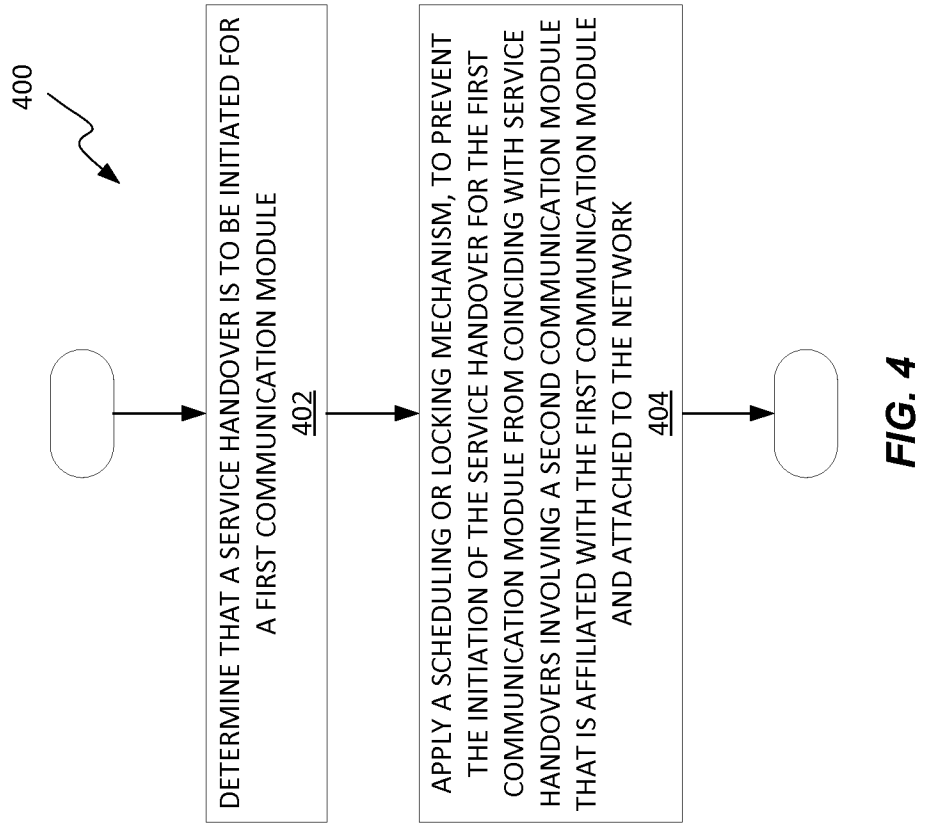 400
DETERMINE THAT A SERVICE HANDOVER IS TO BE INITIATED FOR
A FIRST COMMUNICATION MODULE
402
APPLY A SCHEDULING OR LOCKING MECHANISM, TO PREVENT
THE INITIATION OF THE SERVICE HANDOVER FOR THE FIRST
COMMUNICATION MODULE FROM COINCIDING WITH SERVICE
HANDOVERS INVOLVING A SECOND COMMUNICATION MODULE
THAT IS AFFILIATED WITH THE FIRST COMMUNICATION MODULE
AND ATTACHED TO THE NETWORK
404
FIG. 4